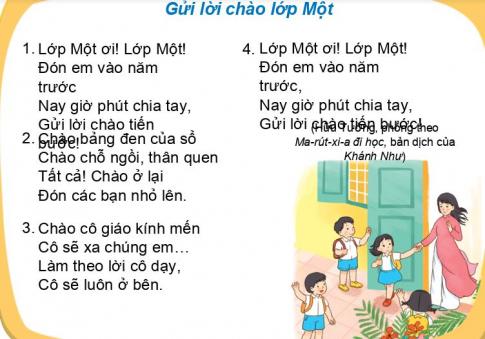 Gửi lời chào lớp Một
1. Lớp Một ơi! Lớp Một!
Đón em vào năm
trước
Nay giờ phút chia tay,
Gửi lời chào tiến
bước!
2. Chào bảng đen cửa sổ
Chào chỗ ngồi, thân quen
Tất cả! Chào ở lại
Đón các bạn nhỏ lên.
3. Chào cô giáo kính mến
Cô sẽ xa chúng em…
Làm theo lời cô dạy,
Cô sẽ luôn ở bên.
4. Lớp Một ơi! Lớp Một!
Đón em vào năm
trước,
Nay giờ phút chia tay,
Gửi lời chào tiến bước!
(Hữu Tưởng, phỏng theo
Ma-rút-xi-a đi học, bản dịch của
Khánh Như)